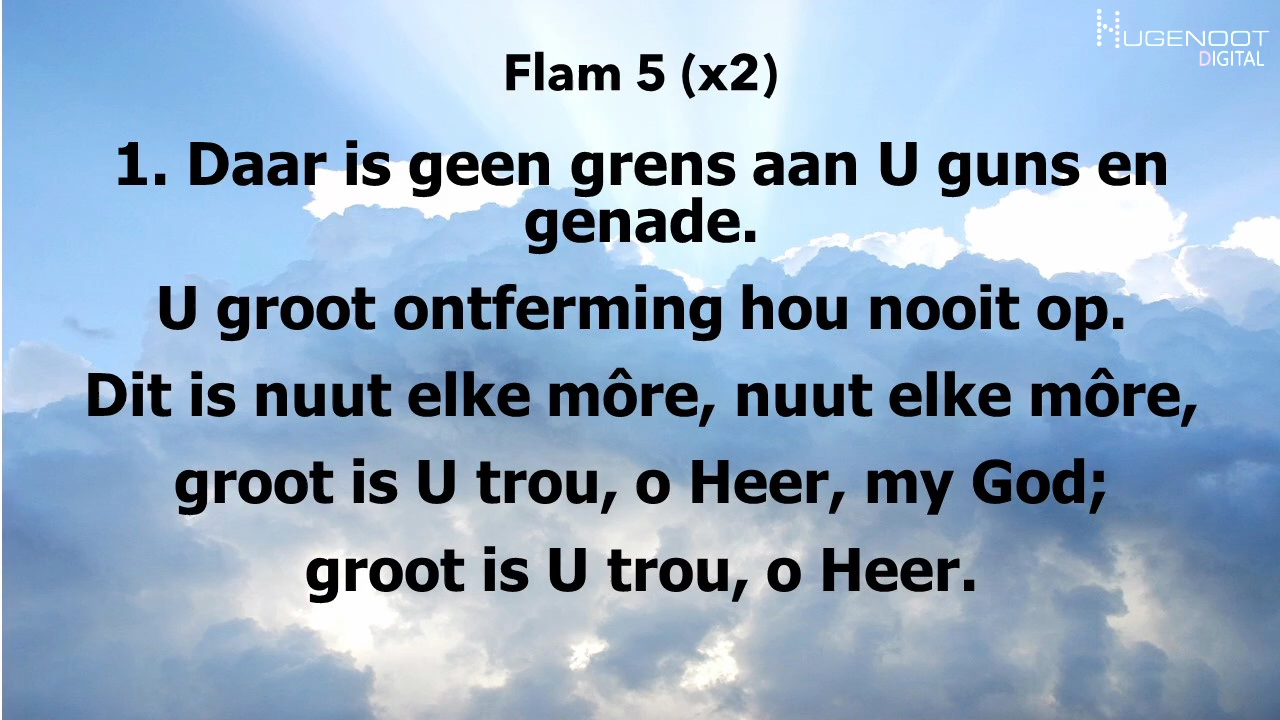 HUGENOOT
DIGITAL
Flam 5 (x2)
1. Daar is geen grens aan U guns en
genade.
U groot ontferming hou nooit op.
Dit is nuut elke môre, nuut elke môre,
groot is U trou, o Heer, my God;
groot is U trou, o Heer.